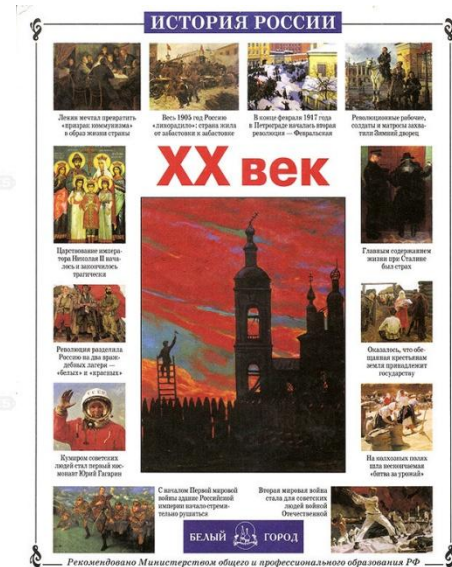 ИСТОРИЯ РОССИИ
Ленин мечтал превратить
«призрак коммунизма»
в образ жизни страны
Весь 1905 год Россию
«лихорадило»: страна жила
от забастовки к забастовке
В конце февраля 1917 года
в Петрограде началась вторая
революция — Февральская
Революционные рабочие,
солдаты и матросы захва-
тили Зимний дворец
XX век
Царствование импера-
тора Николая II нача-
лось и закончилось
трагически
Главным содержанием
жизни при Сталине
был страх
Революция разделила
Россию на два враж-
дебных лагеря —
«белых» и «красных»
Оказалось, что обе-
щанная крестьянам
земля принадлежит
государству
Кумиром советских
людей стал первый кос-
монавт Юрий Гагарин
На колхозных полях
шла нескончаемая
«битва за урожай»
С началом Первой мировой
войны здание Российской
империи начало стреми-
тельно рушиться
Вторая мировая война
стала для советских
людей войной
Отечественной
БЕЛЫЙ ГОРОД
Рекомендовано Министерством общего и профессионального образования РФ